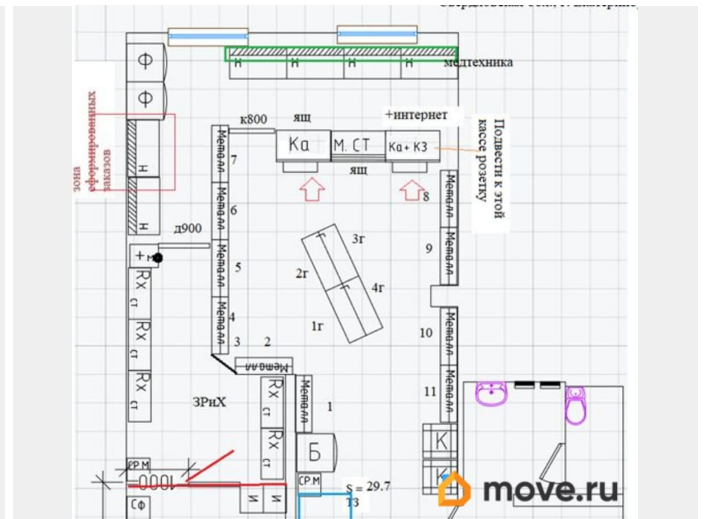 Ф
Ф
Н
Н
Н
Н
медтехника
+интернет
к800
ящ
Ка
М. СТ
Ка+ КЗ
ящ
Подвести к этой
кассе розетку
зона
сформированных
заказов
Н
Н
д900
+м
Металл
7
Металл
6
Металл
5
Металл
4
3
2
Металл
8
Металл
9
Металл
10
Металл
11
Металл
3г
2г
4г
1г
Rx
ст
Rx
ст
Rx
ст
ЗРиХ
Rx
ст
Rx
ст
Металл
1
Б
СР.М
К
К
СР.М
1000
СФ
И
И
S = 29.7
ТЗ
move.ru